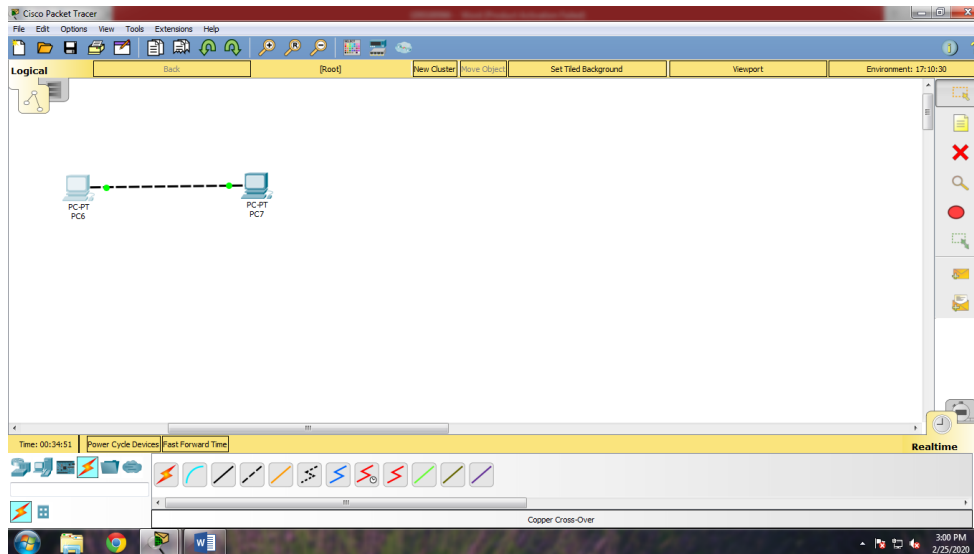 Cisco Packet Tracer
File Edit Options View Tools Extensions Help
Logical Back [Root] New Cluster Move Object Set Tiled Background Viewport Environment: 17:10:30
PC-PT
PC6
PC-PT
PC7
Time: 00:34:51 Power Cycle Devices Fast Forward Time Realtime
Copper Cross-Over
3:00 PM
2/25/2020